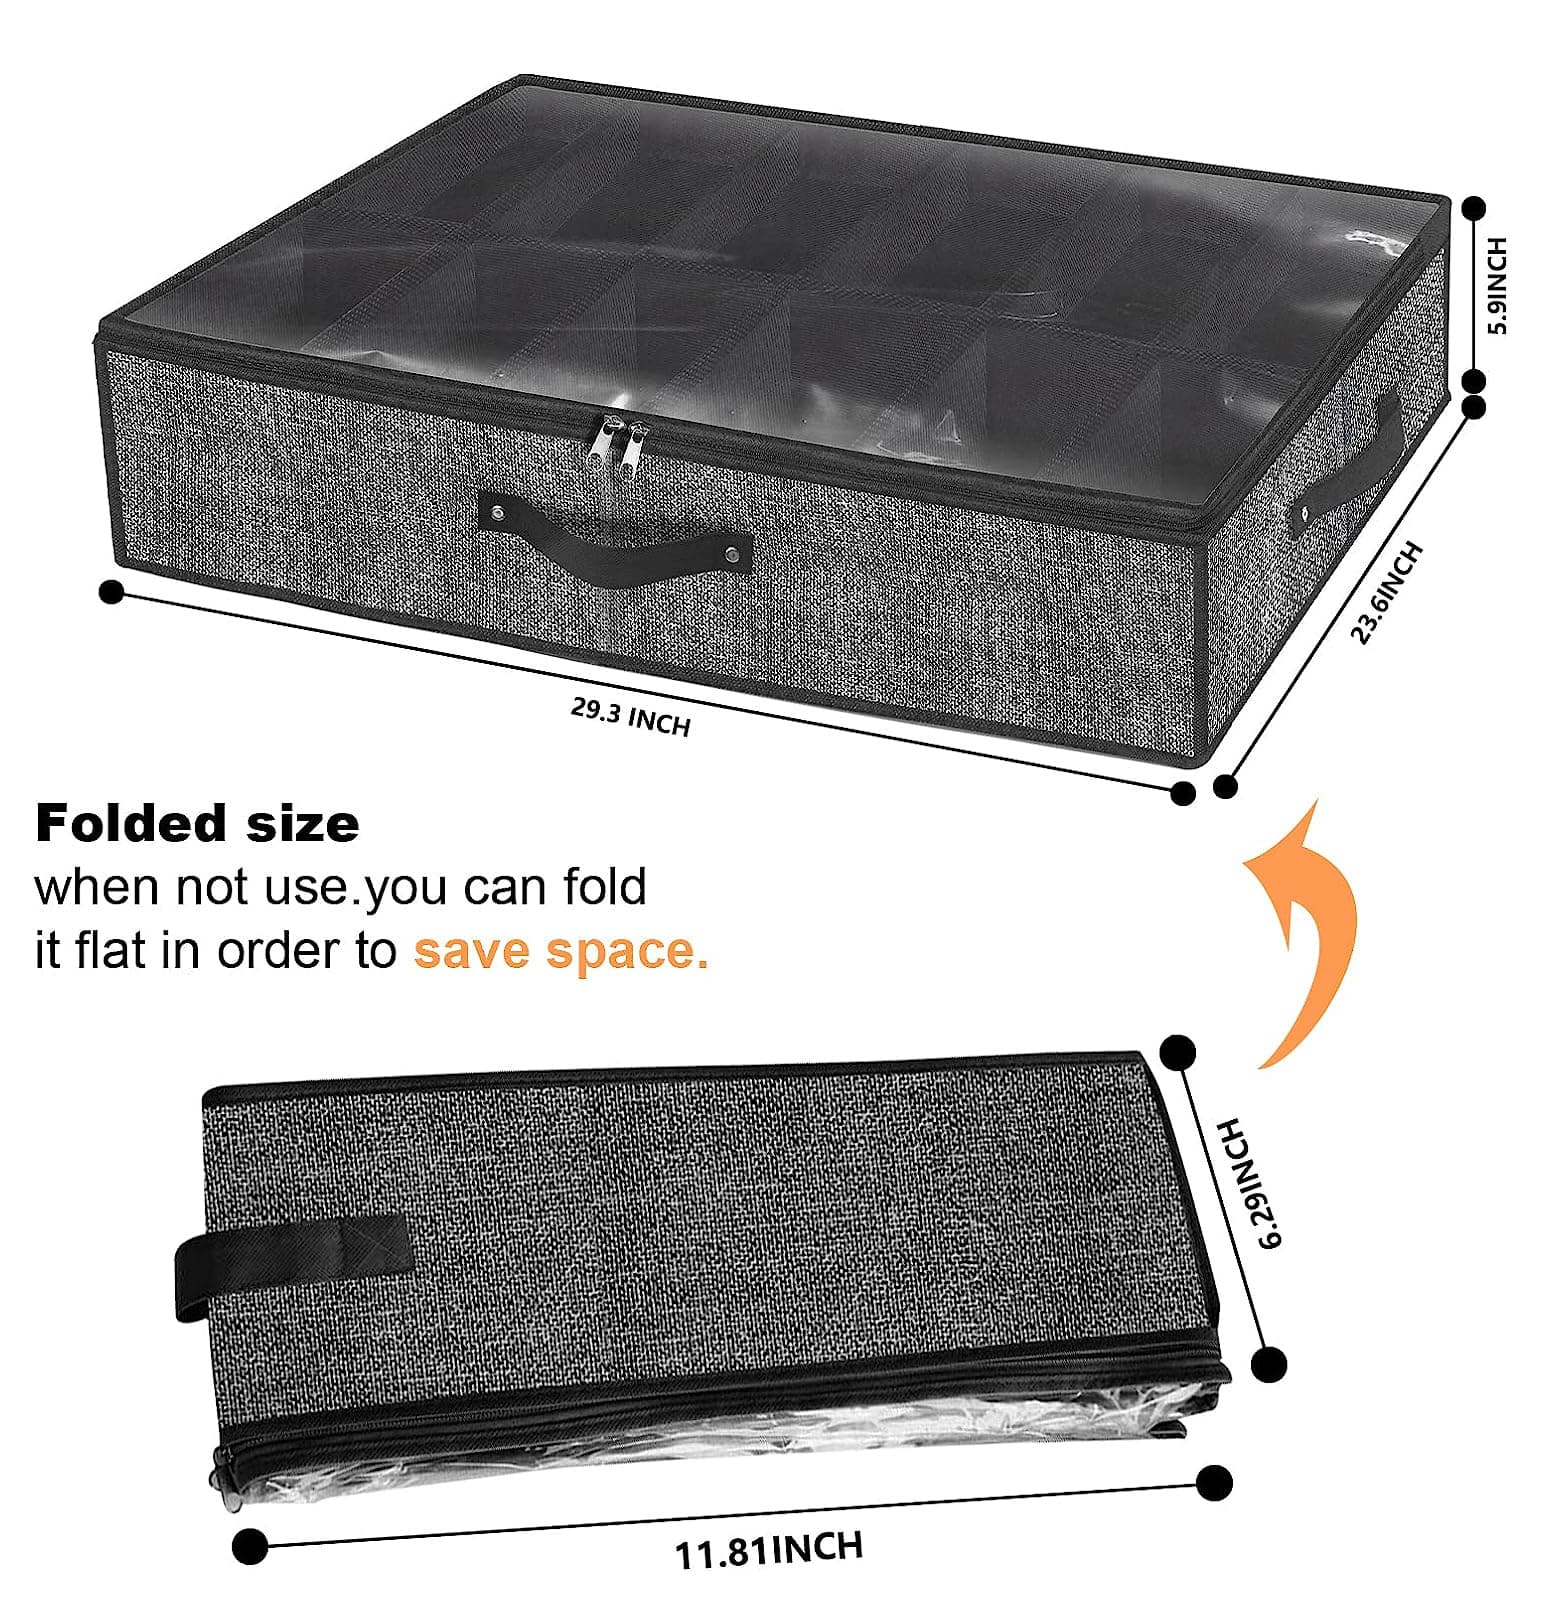 5.9INCH
23.6INCH
29.3 INCH
Folded size
when not use.you can fold
it flat in order to save space.
6.29INCH
11.81INCH